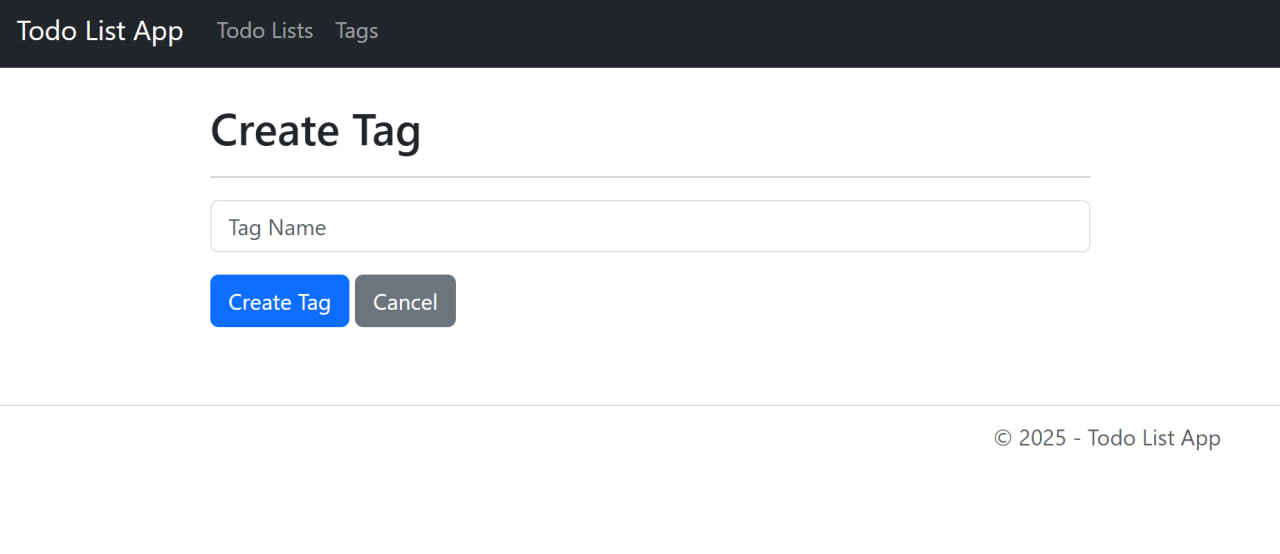 Todo List App Todo Lists Tags
Create Tag
Tag Name
Create Tag Cancel
© 2025 - Todo List App